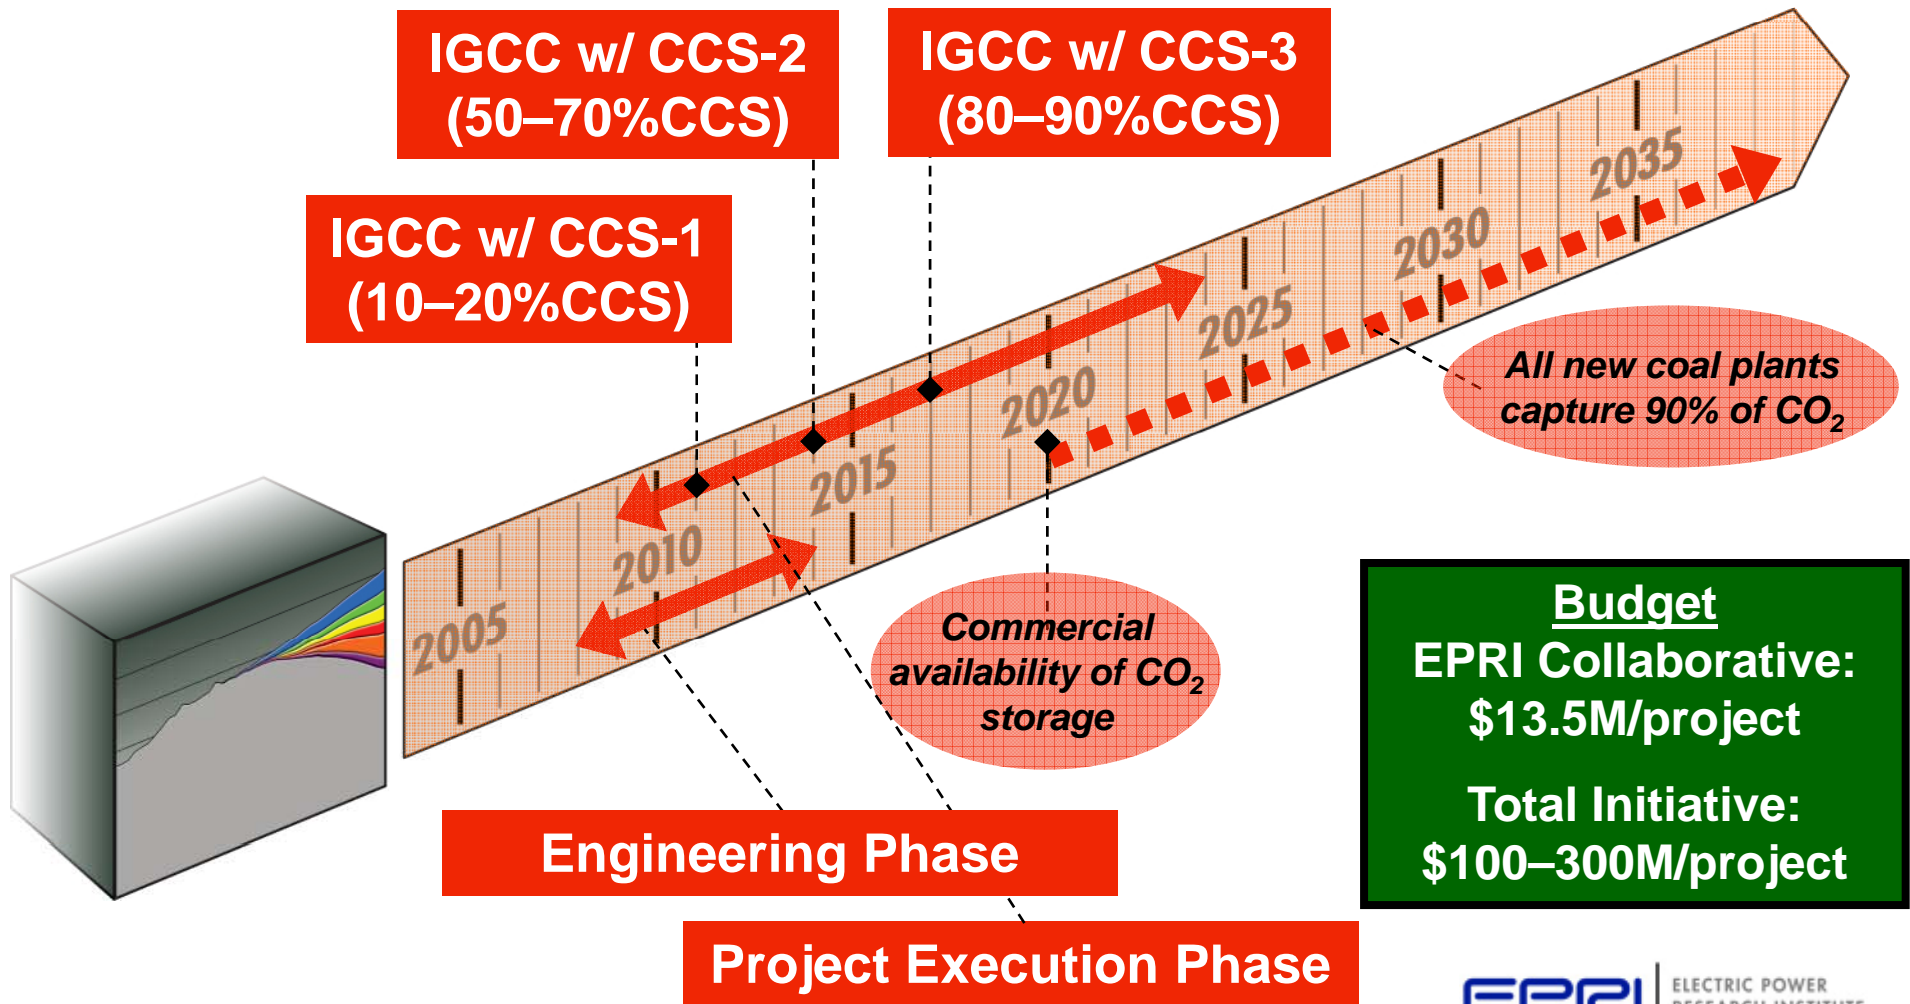 IGCC w/ CCS-2
(50–70%CCS)
IGCC w/ CCS-3
(80–90%CCS)
IGCC w/ CCS-1
(10–20%CCS)
2005
2010
2015
2020
2025
2030
2035
All new coal plants
capture 90% of CO₂
Commercial
availability of CO₂
storage
Budget
EPRI Collaborative:
$13.5M/project
Total Initiative:
$100–300M/project
Engineering Phase
Project Execution Phase
EPRI
ELECTRIC POWER
RESEARCH INSTITUTE